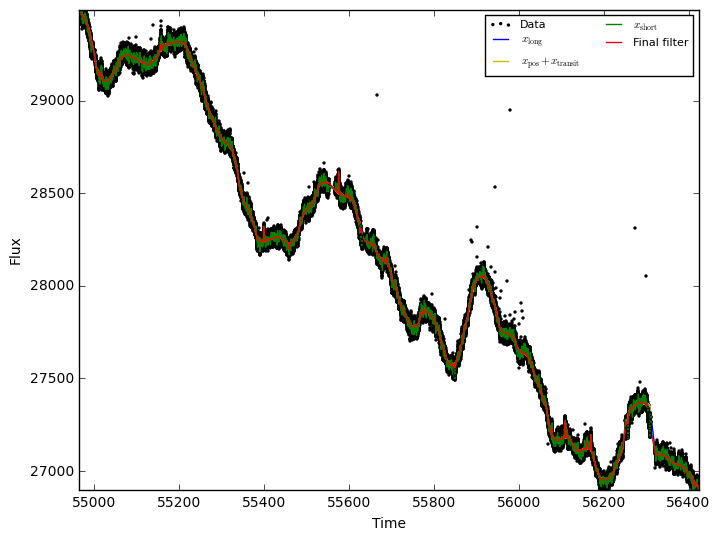 Data
x_long
x_pos + x_transit
x_short
Final filter
29000
28500
28000
27500
27000
Flux
55000 55200 55400 55600 55800 56000 56200 56400
Time